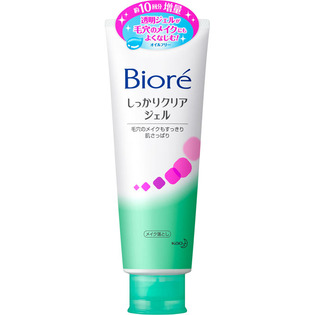 約10回分増量
透明ジェルが
毛穴のメイクにも
よくなじむ!
オイルフリー
Bioré
しっかりクリア
ジェル
毛穴のメイクもすっきり
肌さっぱり
メイク落とし
Kao